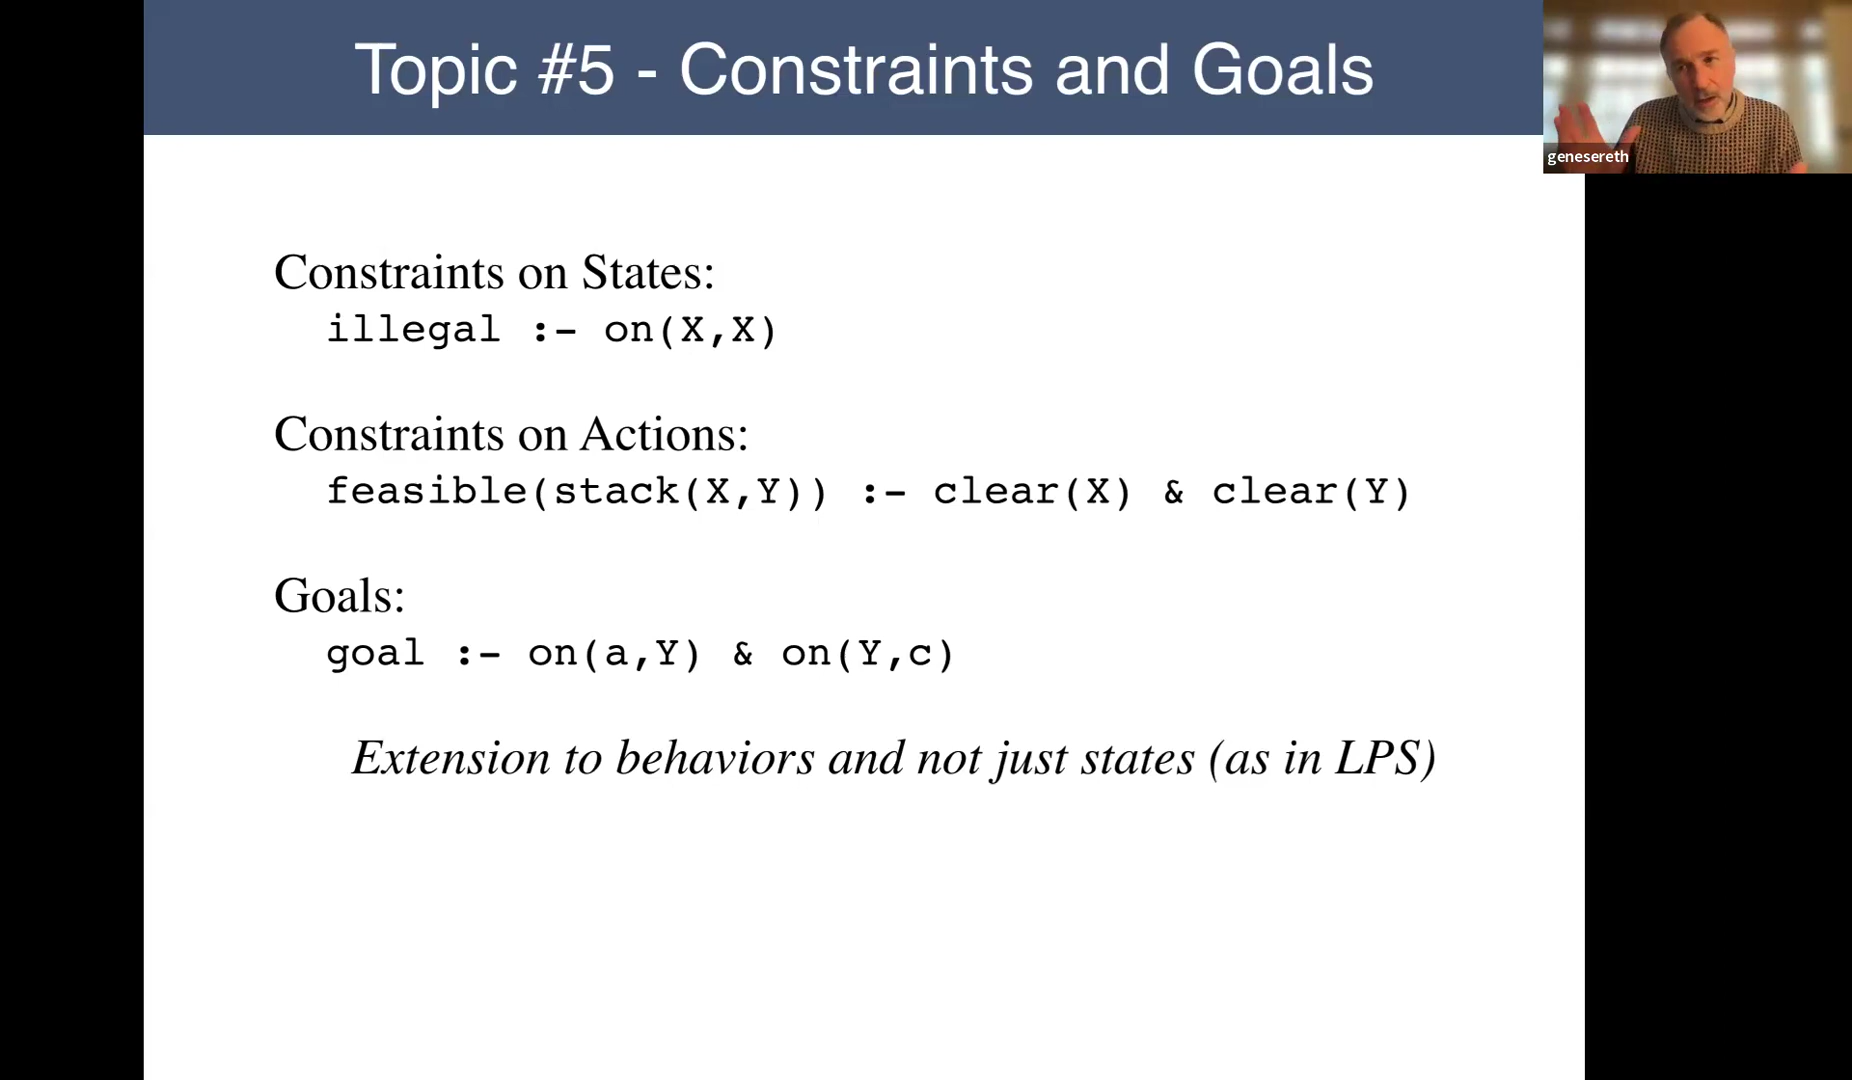 Topic #5 - Constraints and Goals
genesereth
Constraints on States:
illegal :- on(X,X)
Constraints on Actions:
feasible(stack(X,Y)) :- clear(X) & clear(Y)
Goals:
goal :- on(a,Y) & on(Y,c)
Extension to behaviors and not just states (as in LPS)